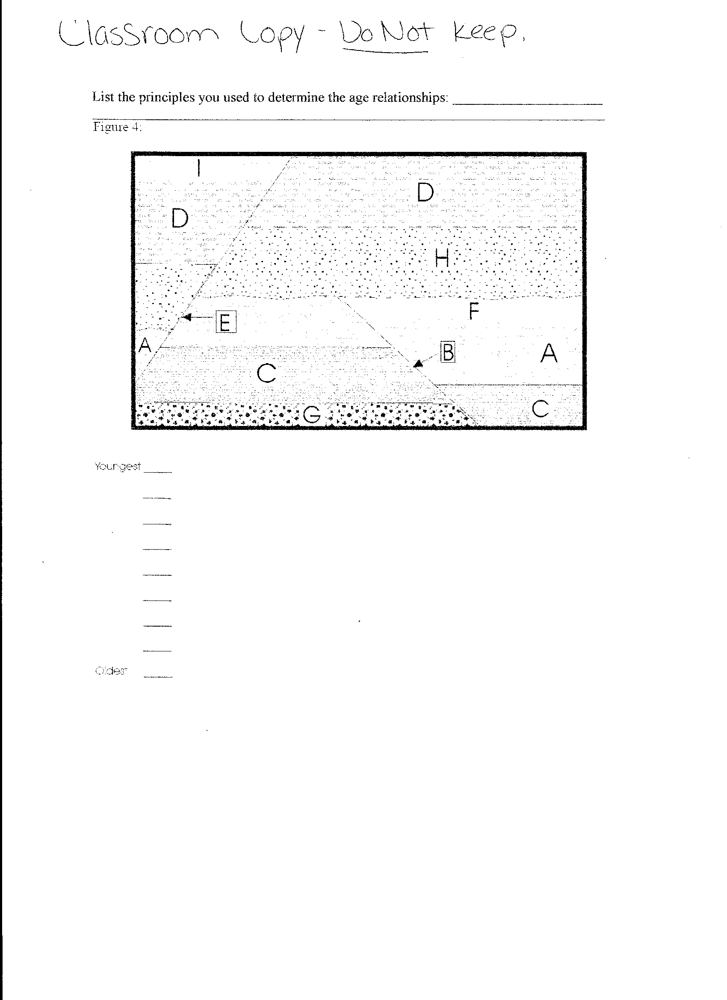 Classroom Copy - Do Not Keep.
List the principles you used to determine the age relationships:
Figure 4:
I
D
D
H
F
E
A
B
A
C
C
G
Youngest
Oldest